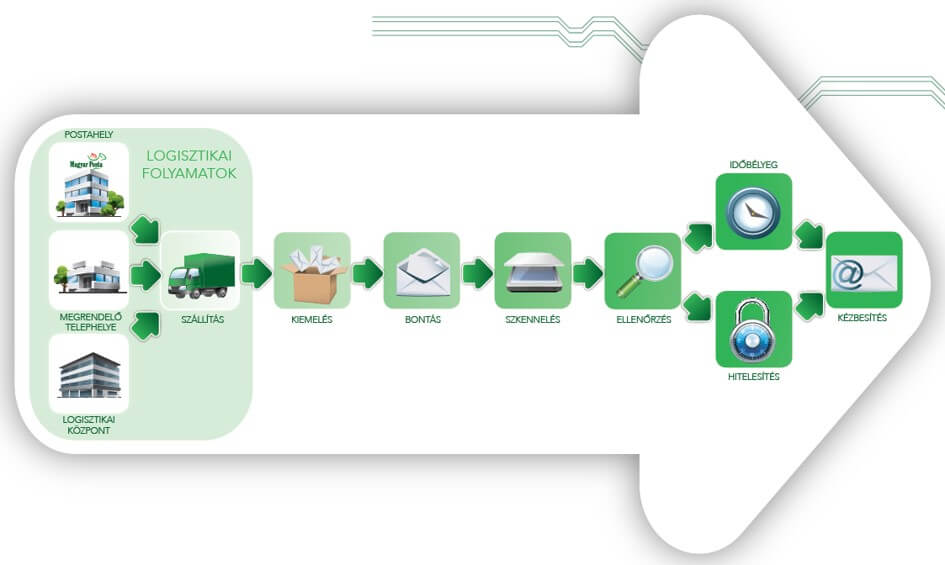 POSTAHELY
LOGISZTIKAI
FOLYAMATOK
Magyar Posta
MEGRENDELŐ
TELEPHELYE
LOGISZTIKAI
KÖZPONT
SZÁLLÍTÁS
KIEMELÉS
BONTÁS
SZKENNELÉS
ELLENŐRZÉS
IDŐBÉLYEG
HITELESÍTÉS
@
KÉZBESÍTÉS